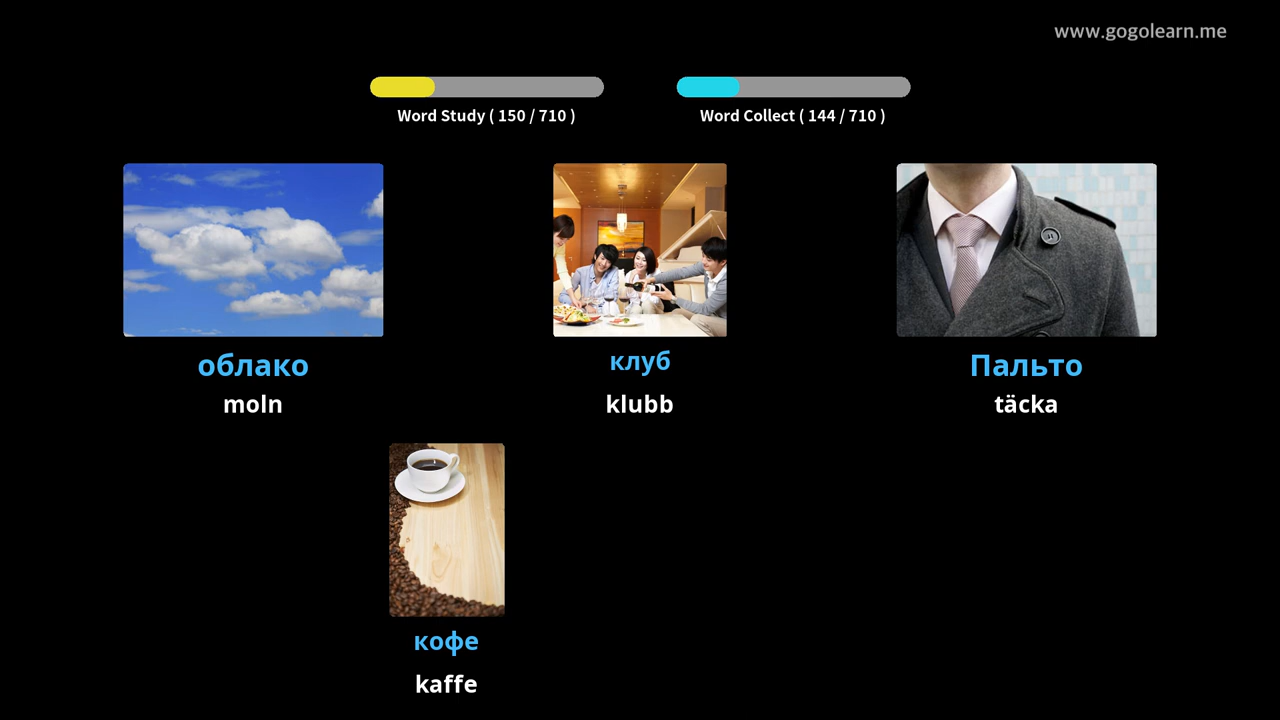 www.gogolearn.me
Word Study ( 150 / 710 )
Word Collect ( 144 / 710 )
облако
клуб
Пальто
moln
klubb
täcka
кофе
kaffe